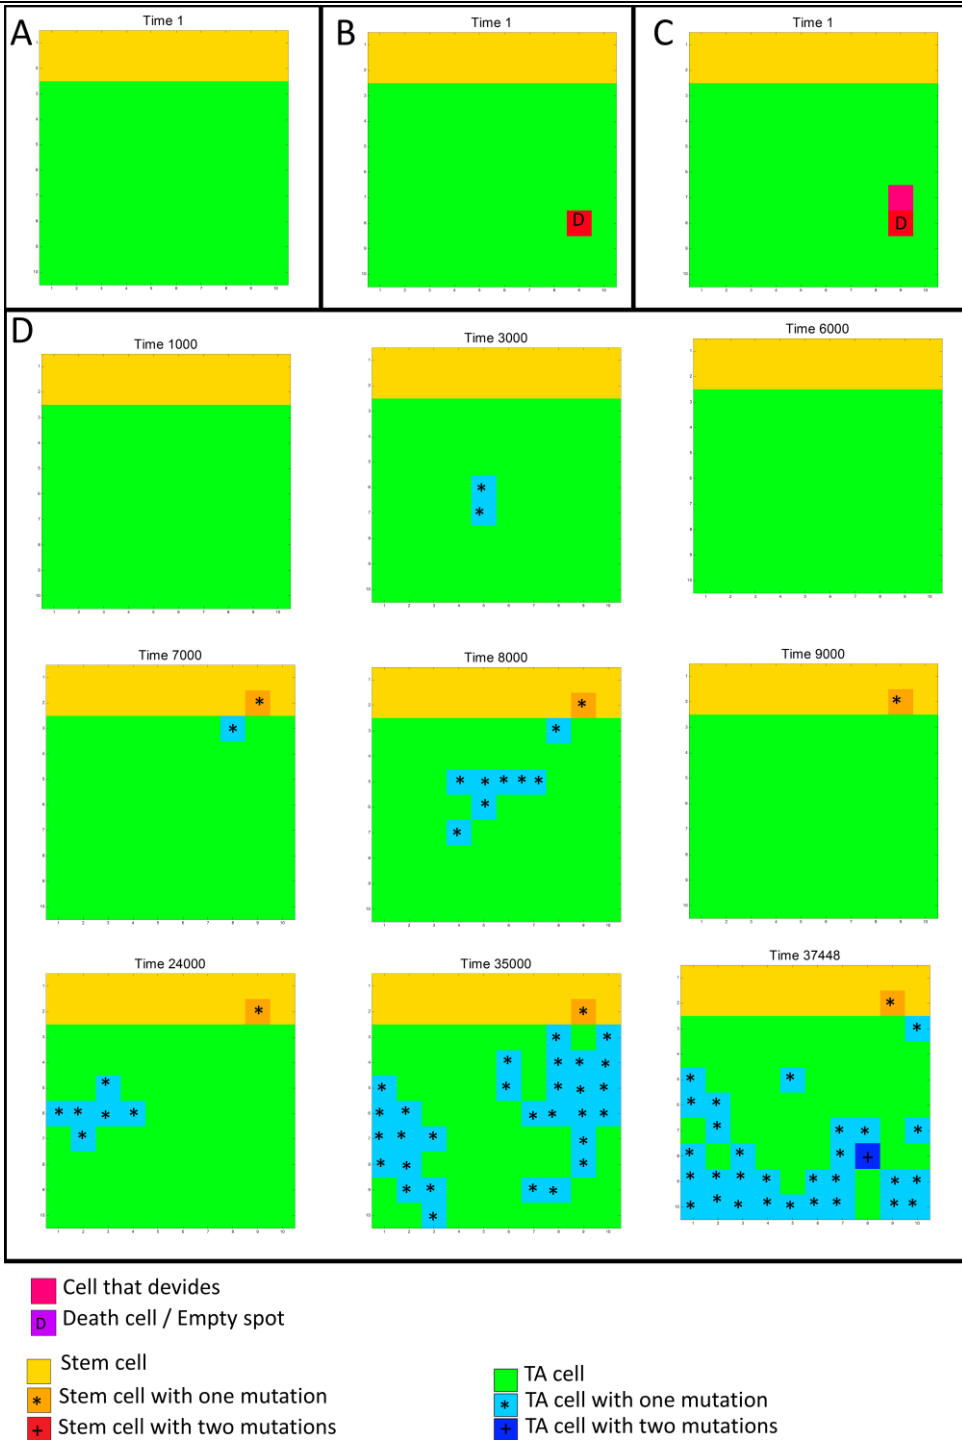 A
Time 1
B
Time 1
D
C
Time 1
D
D
Time 1000
Time 3000
* 
*
Time 6000
Time 7000
*
*
Time 8000
*
*
* * * * *
*
*
Time 9000
*
Time 24000
*
*
* * * *
*
Time 35000
*
* *
* * * *
* * * * *
* * * * * * *
* * * *
* * *
* * * *
*
Time 37448
*
*
* *
* *
* * * *
* * * +
* * * * * * * *
* * * * * * * * *
Cell that devides
D Death cell / Empty spot
Stem cell
* Stem cell with one mutation
+ Stem cell with two mutations
TA cell
* TA cell with one mutation
+ TA cell with two mutations